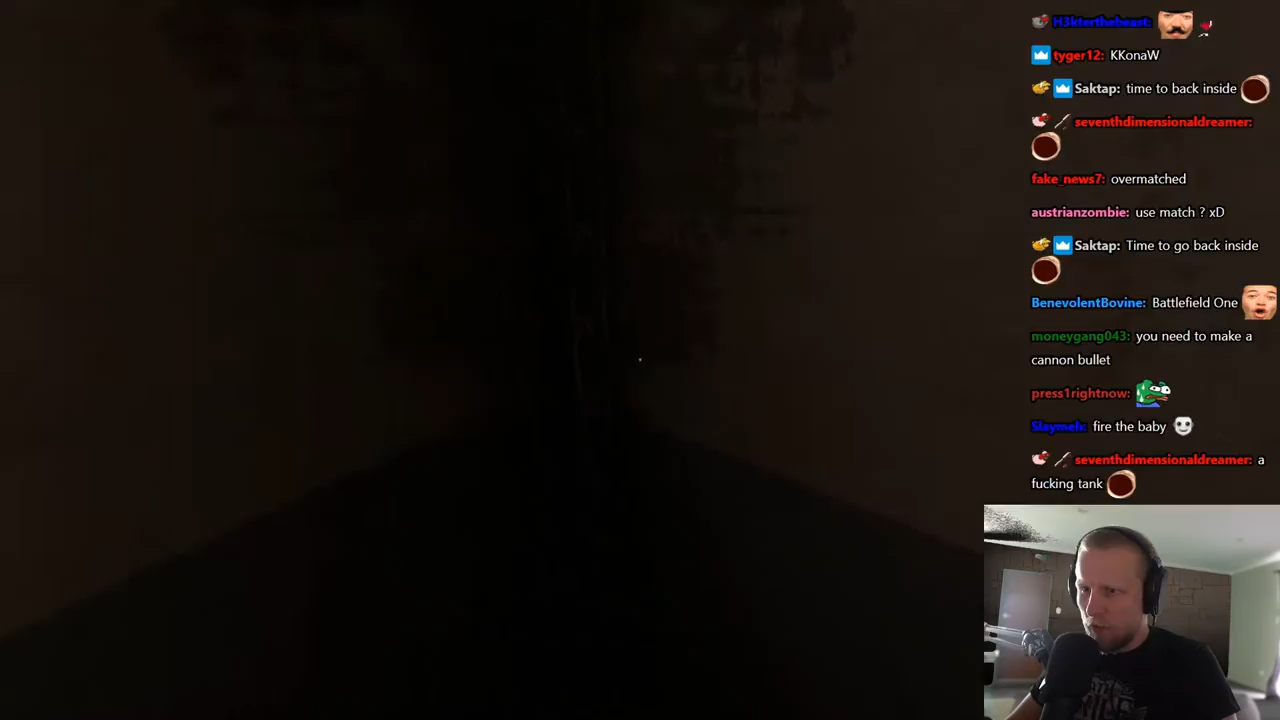 H3kterthebeast:
tyger12: KKonaW
Saktap: time to back inside
seventhdimensionaldreamer:
fake_news7: overmatched
austrianzombie: use match ? xD
Saktap: Time to go back inside
BenevolentBovine: Battlefield One
moneygang043: you need to make a
cannon bullet
press1rightnow:
Slaymeh: fire the baby
seventhdimensionaldreamer: a
fucking tank